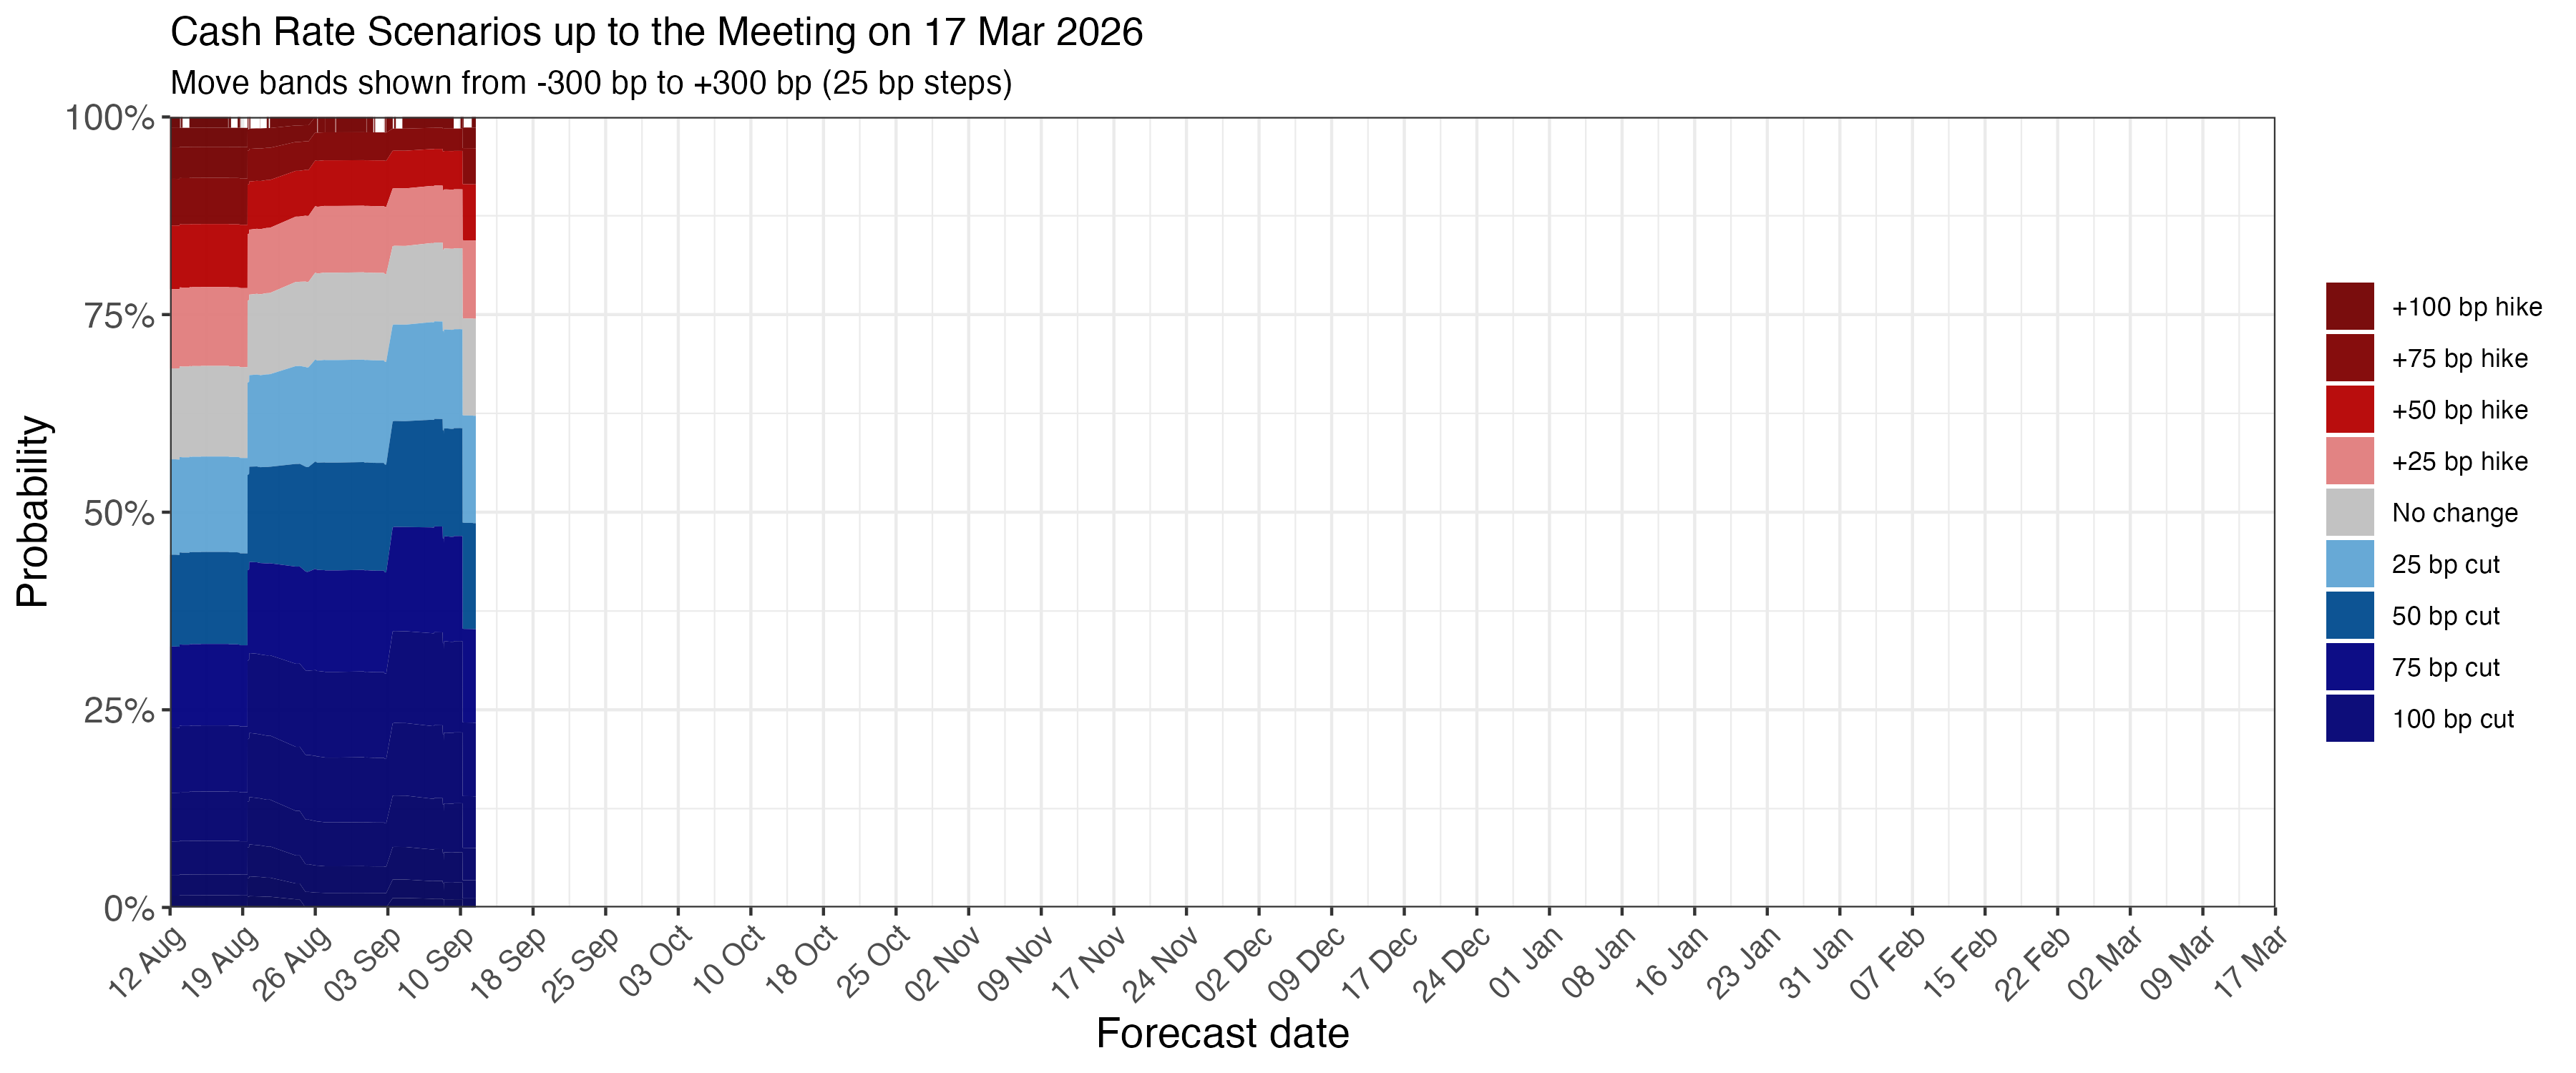 Cash Rate Scenarios up to the Meeting on 17 Mar 2026
Move bands shown from -300 bp to +300 bp (25 bp steps)
100%
75%
50%
25%
0%
Probability
12 Aug
19 Aug
26 Aug
03 Sep
10 Sep
18 Sep
25 Sep
03 Oct
10 Oct
18 Oct
25 Oct
02 Nov
09 Nov
17 Nov
24 Nov
02 Dec
09 Dec
17 Dec
24 Dec
01 Jan
08 Jan
16 Jan
23 Jan
31 Jan
07 Feb
15 Feb
22 Feb
02 Mar
09 Mar
17 Mar
Forecast date
+100 bp hike
+75 bp hike
+50 bp hike
+25 bp hike
No change
25 bp cut
50 bp cut
75 bp cut
100 bp cut